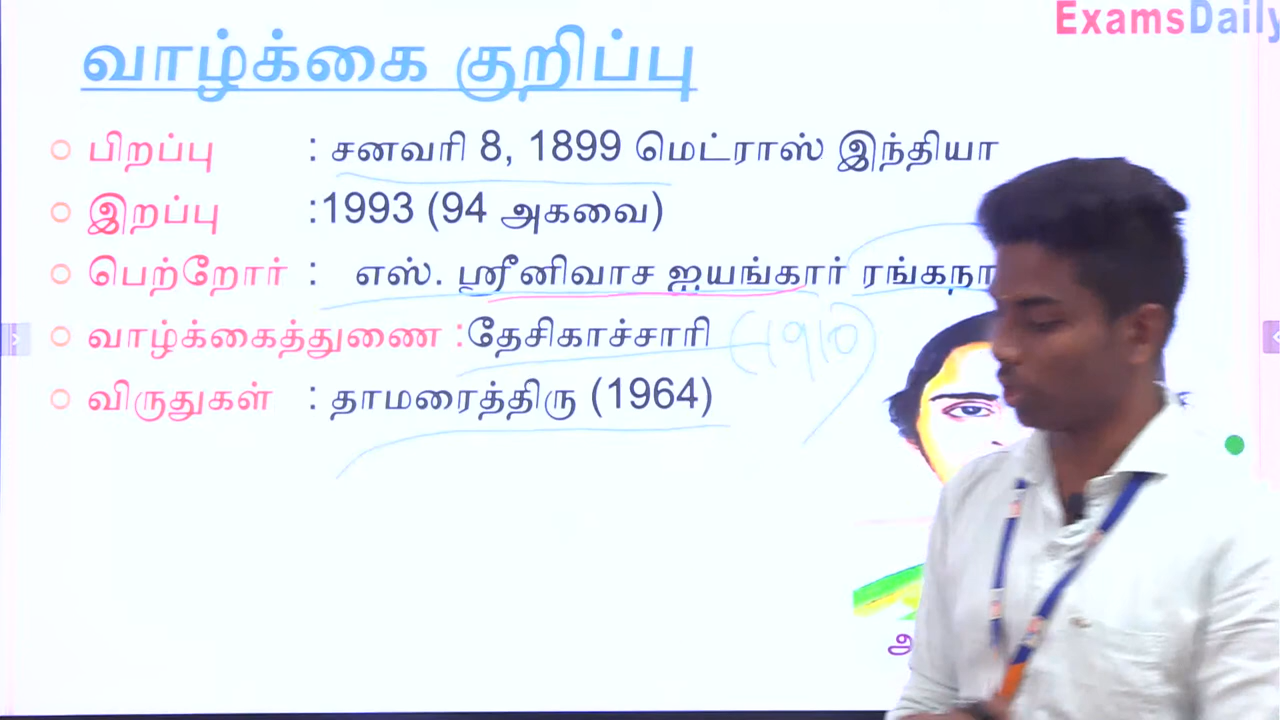 ExamsDaily
வாழ்க்கை குறிப்பு
பிறப்பு : சனவரி 8, 1899 மெட்ராஸ் இந்தியா
இறப்பு :1993 (94 அகவை)
பெற்றோர் : எஸ். ஸ்ரீனிவாச ஐயங்கார் ரங்கநா
வாழ்க்கைத்துணை :தேசிகாச்சாரி (1910)
விருதுகள் : தாமரைத்திரு (1964)
அ